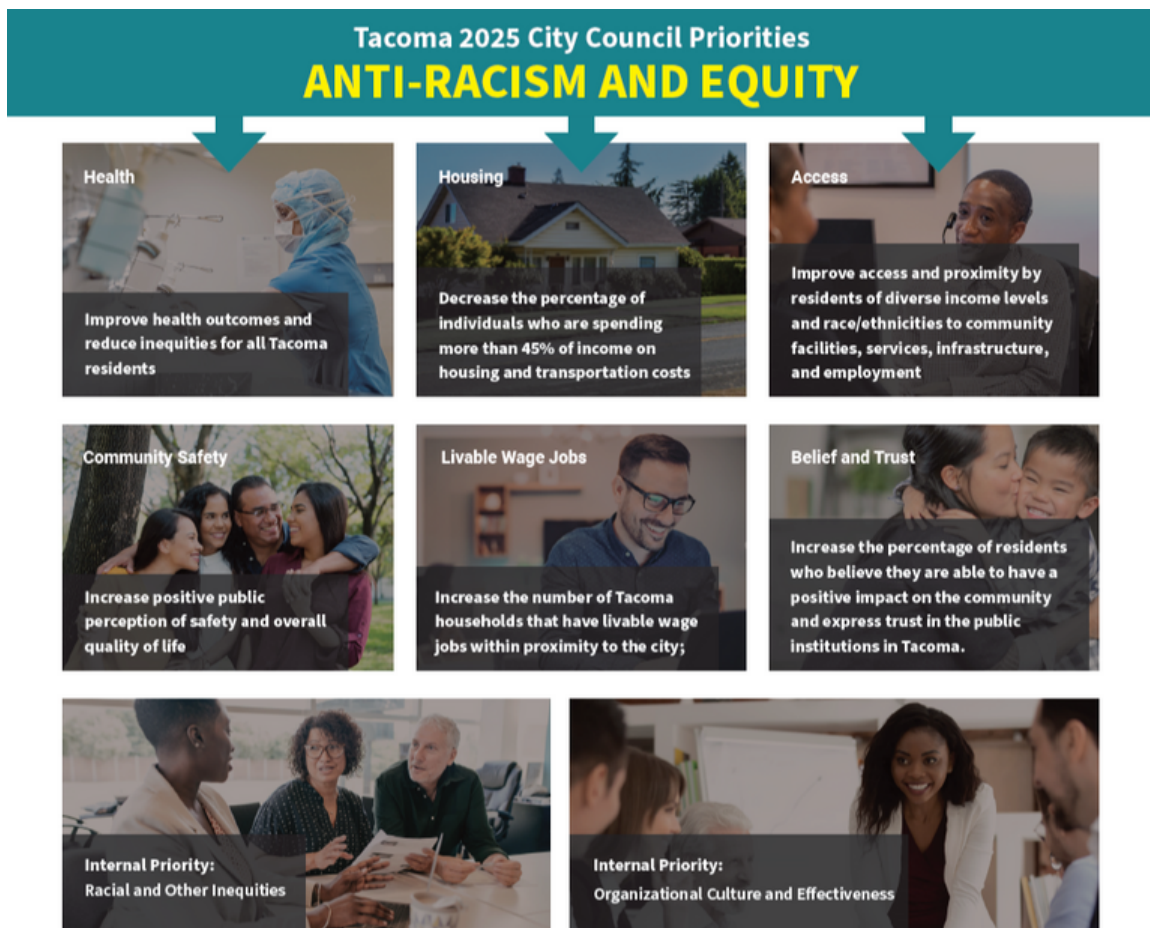 Tacoma 2025 City Council Priorities
ANTI-RACISM AND EQUITY
Health
Improve health outcomes and
reduce inequities for all Tacoma
residents
Housing
Decrease the percentage of
individuals who are spending
more than 45% of income on
housing and transportation costs
Access
Improve access and proximity by
residents of diverse income levels
and race/ethnicities to community
facilities, services, infrastructure,
and employment
Community Safety
Increase positive public
perception of safety and overall
quality of life
Livable Wage Jobs
Increase the number of Tacoma
households that have livable wage
jobs within proximity to the city;
Belief and Trust
Increase the percentage of residents
who believe they are able to have a
positive impact on the community
and express trust in the public
institutions in Tacoma.
Internal Priority:
Racial and Other Inequities
Internal Priority:
Organizational Culture and Effectiveness